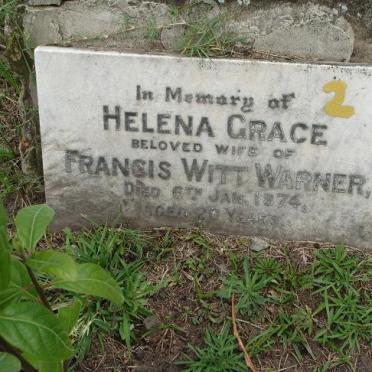 In Memory of 2
HELENA GRACE
BELOVED WIFE OF
FRANCIS WITT WARNER,
DIED 6TH JAN. 1874,
AGED YEARS